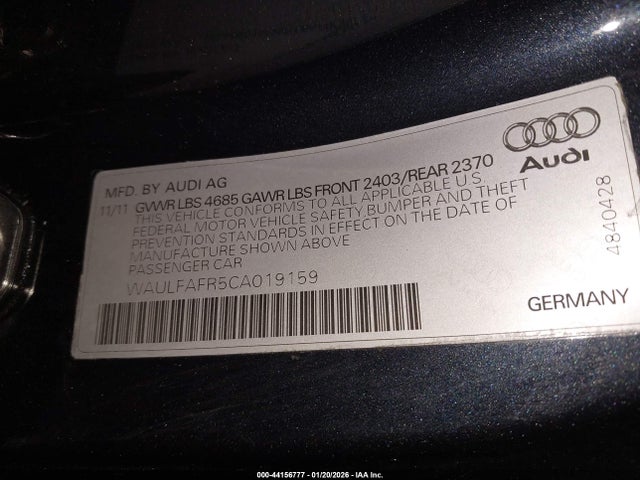 Audi
MFD. BY AUDI AG
11/11 GVWR LBS 4685 GAWR LBS FRONT 2403/REAR 2370
THIS VEHICLE CONFORMS TO ALL APPLICABLE U.S.
FEDERAL MOTOR VEHICLE SAFETY, BUMPER AND THEFT
PREVENTION STANDARDS IN EFFECT ON THE DATE OF
MANUFACTURE SHOWN ABOVE
PASSENGER CAR
WAULFAFR5CA019159
4840428
GERMANY
000-44156777 - 01/20/2026 - IAA Inc.